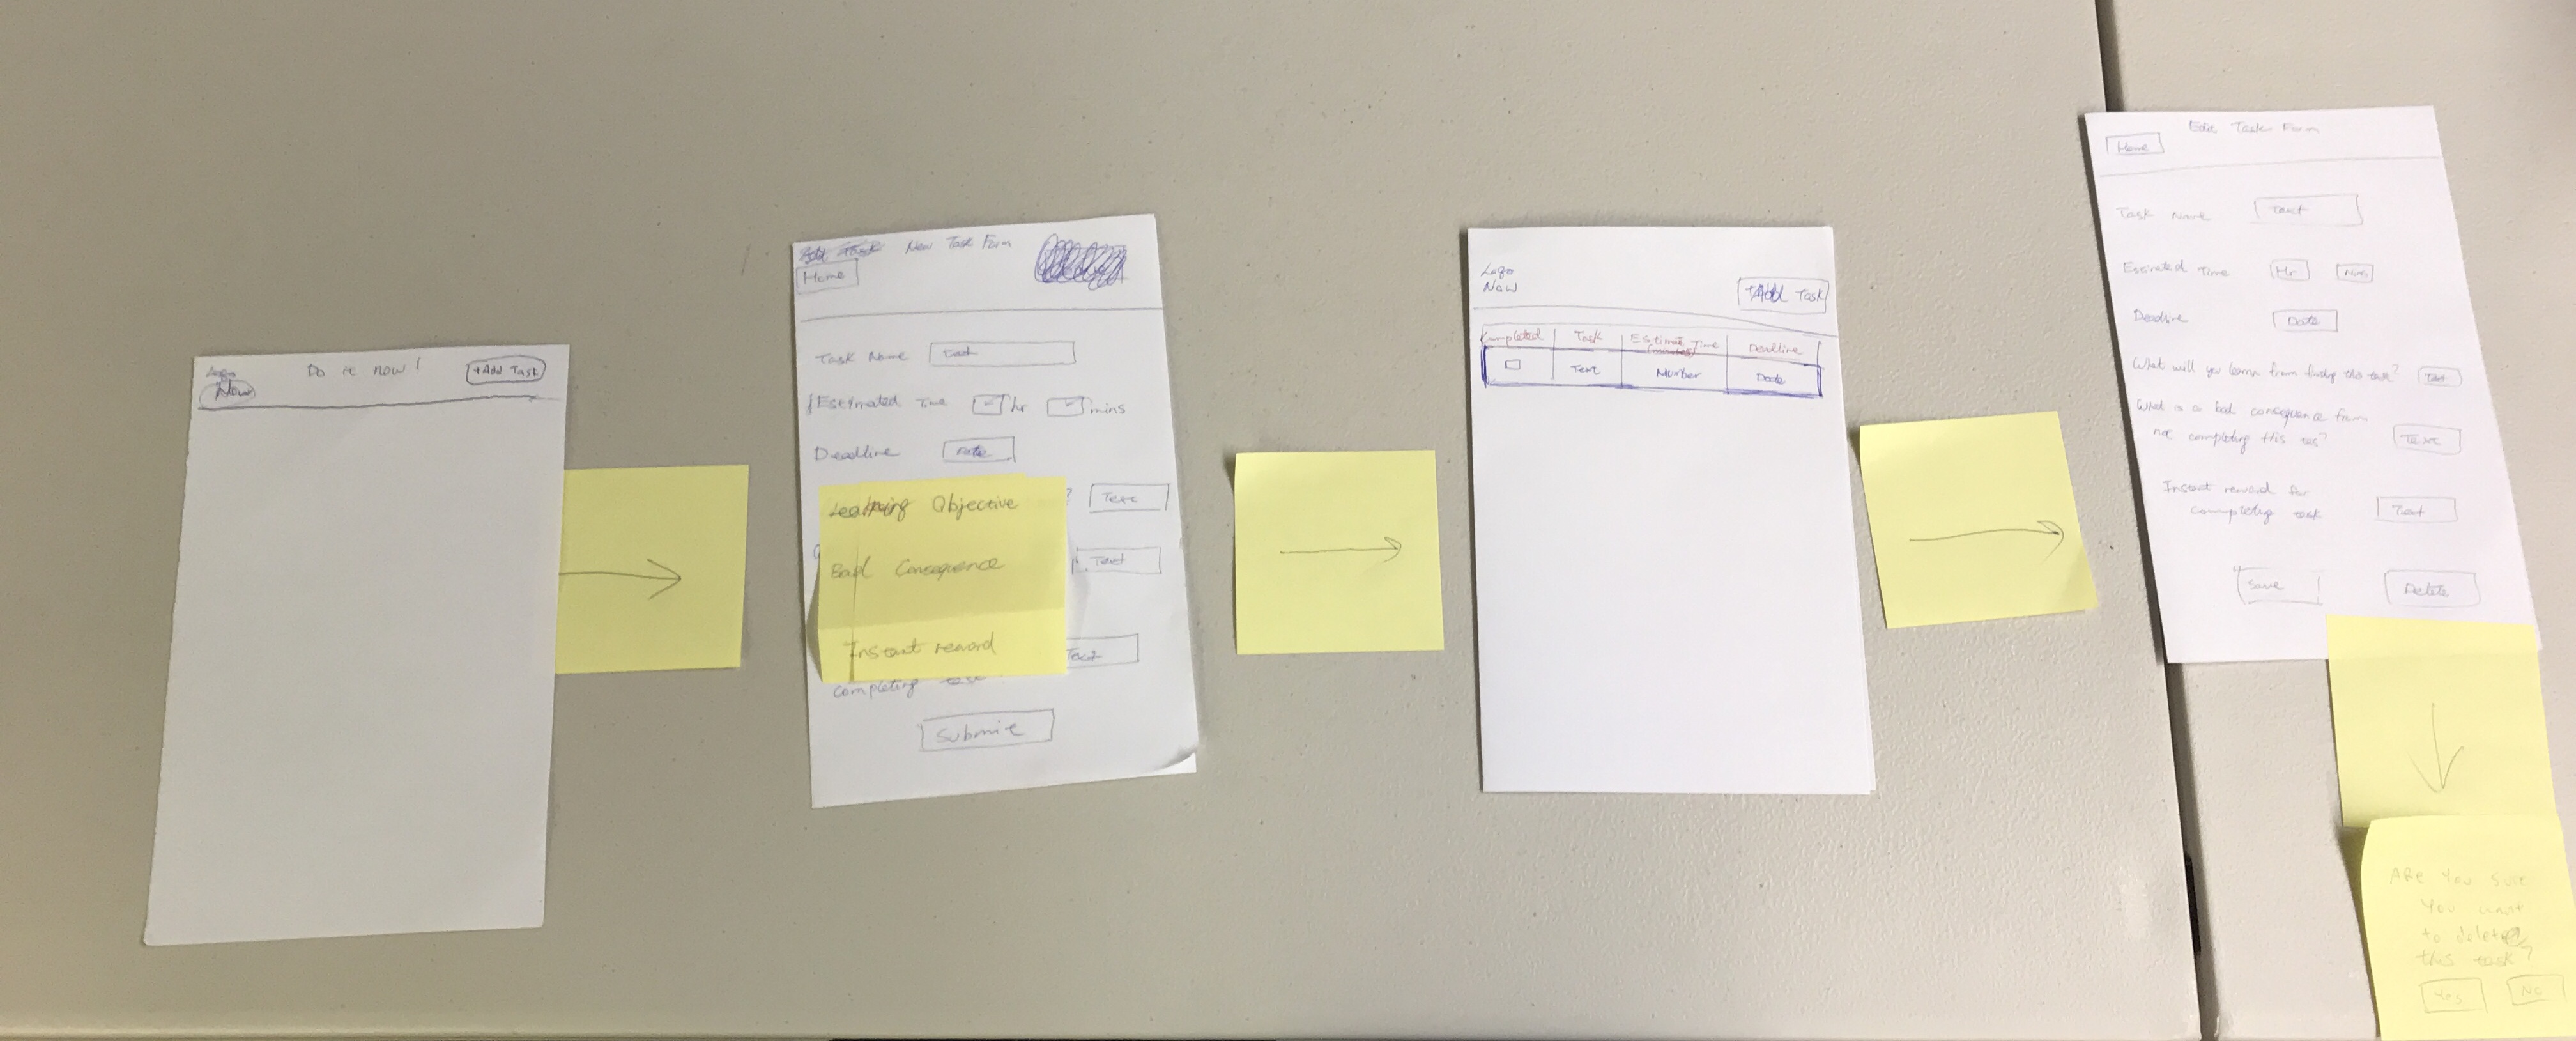 Logo
Now
Do it now!
+Add Task
New Task Form
Home
Task Name
Text
Estimated Time
hr
mins
Deadline
Date
Learning Objective
? Text
Bad Consequence
Text
Instant reward
Text
completing task
Submit
Logo
Now
+Add Task
Completed
Task
Estimate Time
(minutes)
Deadline
Text
Number
Date
Edit Task Form
Home
Task Name
Text
Estimated Time
Hr
Mins
Deadline
Date
What will you learn from this task?
Text
What is a bad consequence from
not completing this
Text
Instant reward for
completing task
Text
Save
Delete
ARe You Sure
You want
to delete
this task?
Yes
No